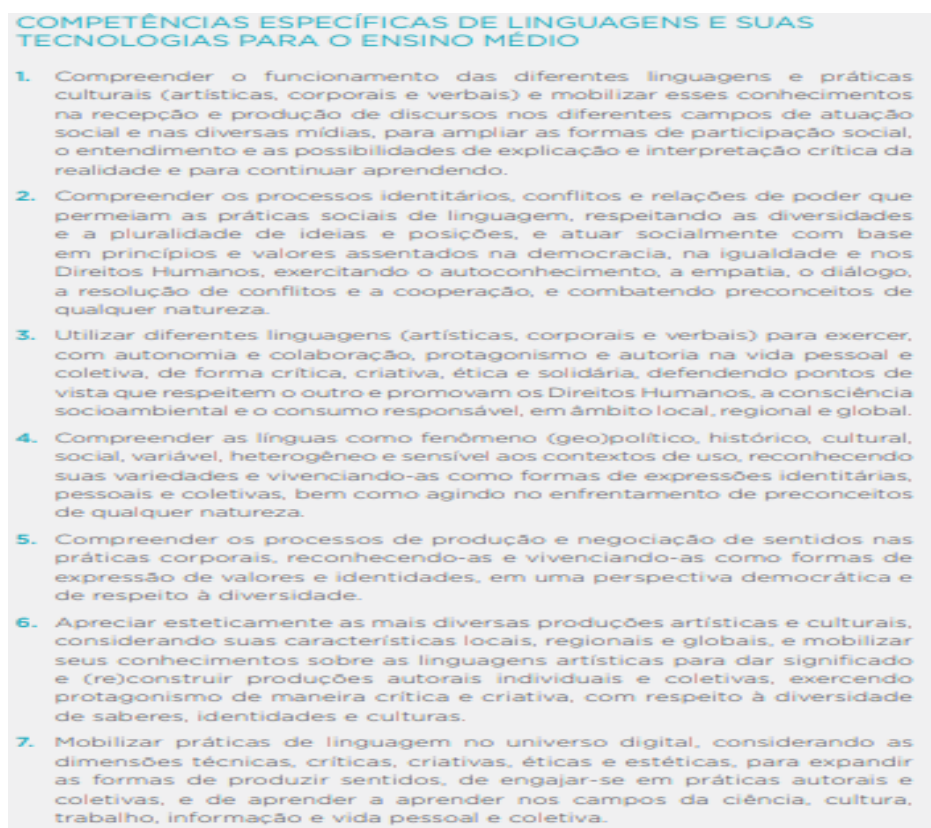 COMPETÊNCIAS ESPECÍFICAS DE LINGUAGENS E SUAS
TECNOLOGIAS PARA O ENSINO MÉDIO
1. Compreender o funcionamento das diferentes linguagens e práticas
culturais (artísticas, corporais e verbais) e mobilizar esses conhecimentos
na recepção e produção de discursos nos diferentes campos de atuação
social e nas diversas mídias, para ampliar as formas de participação social,
o entendimento e as possibilidades de explicação e interpretação crítica da
realidade e para continuar aprendendo.
2. Compreender os processos identitários, conflitos e relações de poder que
permeiam as práticas sociais de linguagem, respeitando as diversidades
e a pluralidade de ideias e posições, e atuar socialmente com base
em princípios e valores assentados na democracia, na igualdade e nos
Direitos Humanos, exercitando o autoconhecimento, a empatia, o diálogo,
a resolução de conflitos e a cooperação, e combatendo preconceitos de
qualquer natureza.
3. Utilizar diferentes linguagens (artísticas, corporais e verbais) para exercer,
com autonomia e colaboração, protagonismo e autoria na vida pessoal e
coletiva, de forma crítica, criativa, ética e solidária, defendendo pontos de
vista que respeitem o outro e promovam os Direitos Humanos, a consciência
socioambiental e o consumo responsável, em âmbito local, regional e global.
4. Compreender as línguas como fenômeno (geo)político, histórico, cultural,
social, variável, heterogêneo e sensível aos contextos de uso, reconhecendo
suas variedades e vivenciando-as como formas de expressões identitárias,
pessoais e coletivas, bem como agindo no enfrentamento de preconceitos
de qualquer natureza.
5. Compreender os processos de produção e negociação de sentidos nas
práticas corporais, reconhecendo-as e vivenciando-as como formas de
expressão de valores e identidades, em uma perspectiva democrática e
de respeito à diversidade.
6. Apreciar esteticamente as mais diversas produções artísticas e culturais,
considerando suas características locais, regionais e globais, e mobilizar
seus conhecimentos sobre as linguagens artísticas para dar significado
e (re)construir produções autorais individuais e coletivas, exercendo
protagonismo de maneira crítica e criativa, com respeito à diversidade
de saberes, identidades e culturas.
7. Mobilizar práticas de linguagem no universo digital, considerando as
dimensões técnicas, críticas, criativas, éticas e estéticas, para expandir
as formas de produzir sentidos, de engajar-se em práticas autorais e
coletivas, e de aprender a aprender nos campos da ciência, cultura,
trabalho, informação e vida pessoal e coletiva.